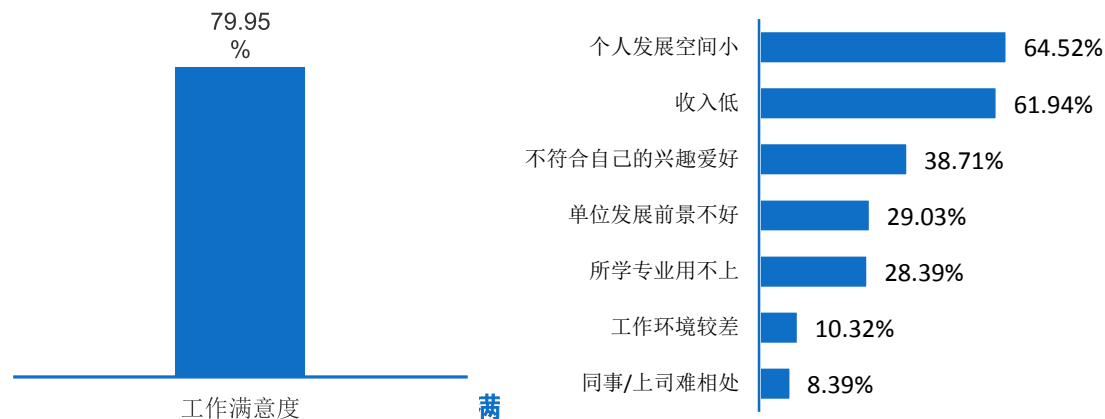 79.95
%
工作满意度
个人发展空间小
64.52%
收入低
61.94%
不符合自己的兴趣爱好
38.71%
单位发展前景不好
29.03%
所学专业用不上
28.39%
工作环境较差
10.32%
同事/上司难相处
8.39%